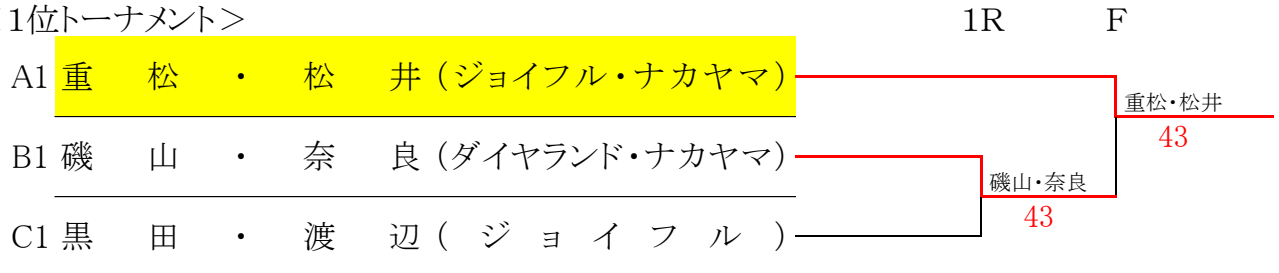 1位トーナメント＞ 1R F
A1 重松・松井(ジョイフル・ナカヤマ)
重松・松井
43
B1 磯山・奈良(ダイヤランド・ナカヤマ)
磯山・奈良
43
C1 黒田・渡辺(ジョイフル)